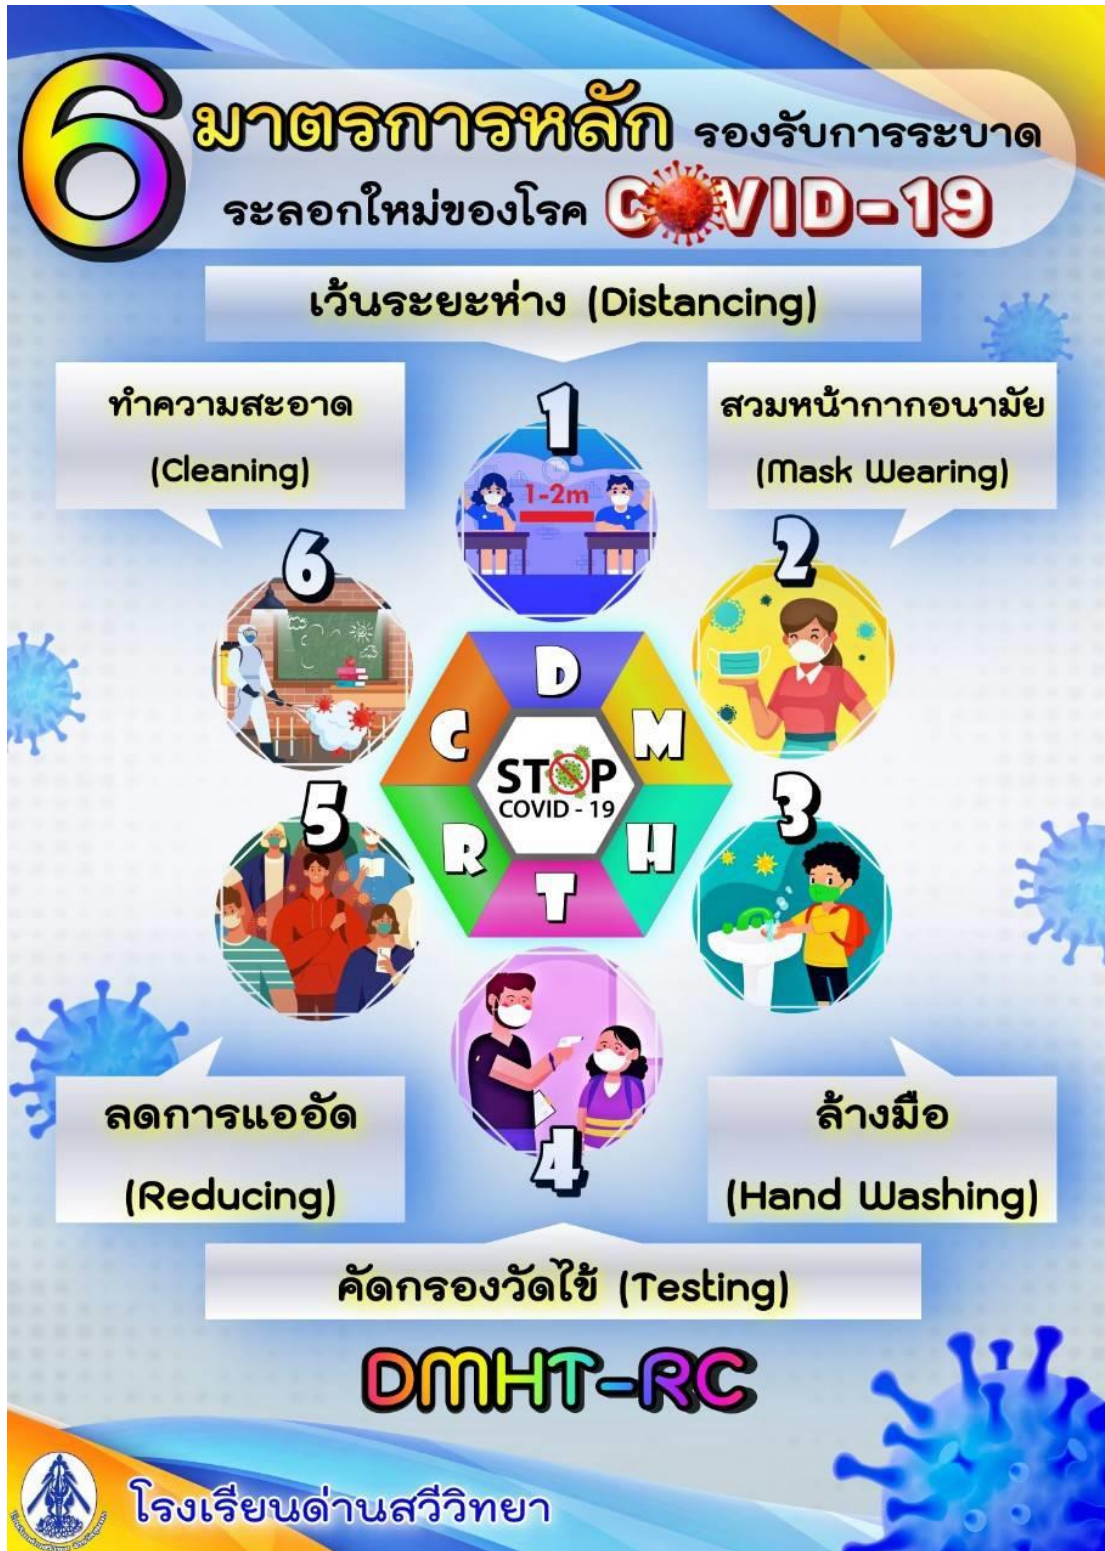 6 มาตรการหลัก รองรับการระบาด
ระลอกใหม่ของโรค COVID-19
เว้นระยะห่าง (Distancing)
ทำความสะอาด
(Cleaning)
สวมหน้ากากอนามัย
(Mask Wearing)
1
1-2m
6
2
D
C
M
STOP
COVID - 19
5
3
R
H
T
4
ลดการแออัด
(Reducing)
ล้างมือ
(Hand Washing)
คัดกรองวัดไข้ (Testing)
DMHT-RC
โรงเรียนด่านสวีวิทยา